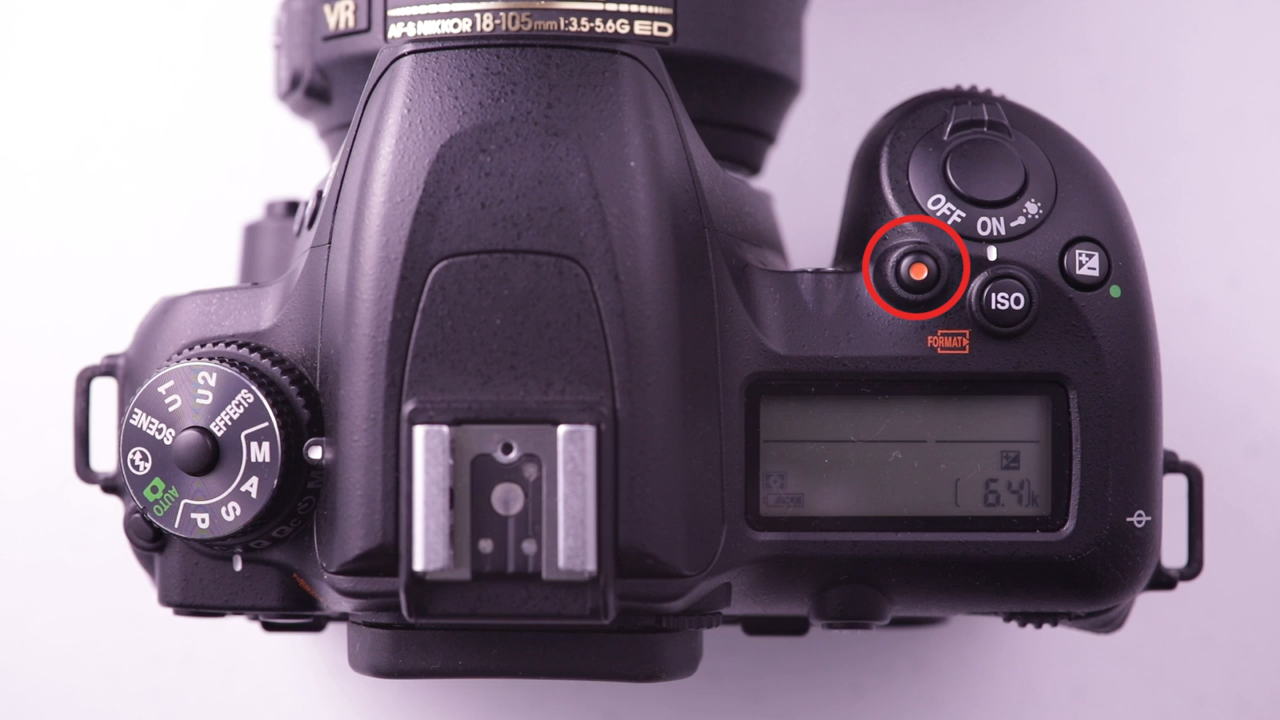 VR
AF-S NIKKOR 18-105mm 1:3.5-5.6G ED
OFF
ON
ISO
FORMAT
U1
U2
EFFECTS
SCENE
M
A
S
P
AUTO
Q
Qc
M
[ 6.4]k